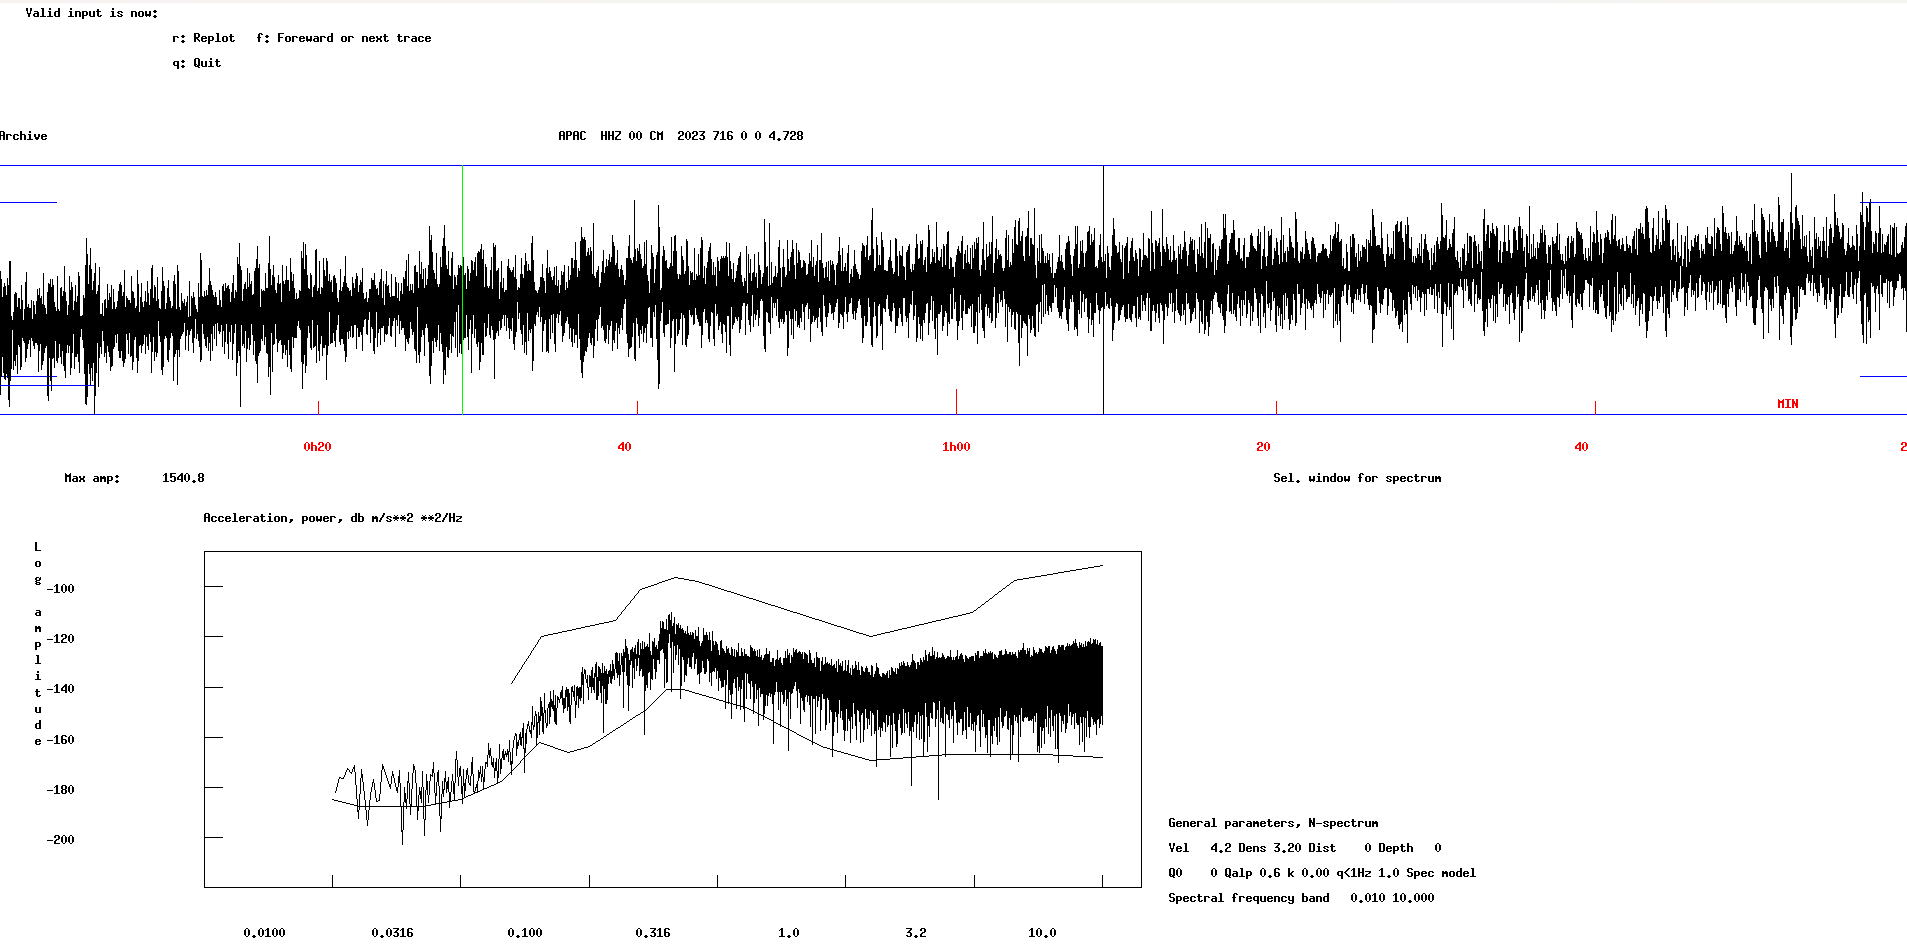 Valid input is now:
r: Replot   f: Foreward or next trace
q: Quit
Archive
APAC  HHZ 00 CM  2023 716 0 0 4.728
MIN
0h20 40 1h00 20 40 2
Max amp:      1540.8
Sel. window for spectrum
Acceleration, power, db m/s**2 **2/Hz
Log amplitude
-100
-120
-140
-160
-180
-200
0.0100 0.0316 0.100 0.316 1.0 3.2 10.0
General parameters, N-spectrum
Vel   4.2 Dens 3.20 Dist    0 Depth   0
Q0    0 Qalp 0.6 k 0.00 q<1Hz 1.0 Spec model
Spectral frequency band   0.010 10.000